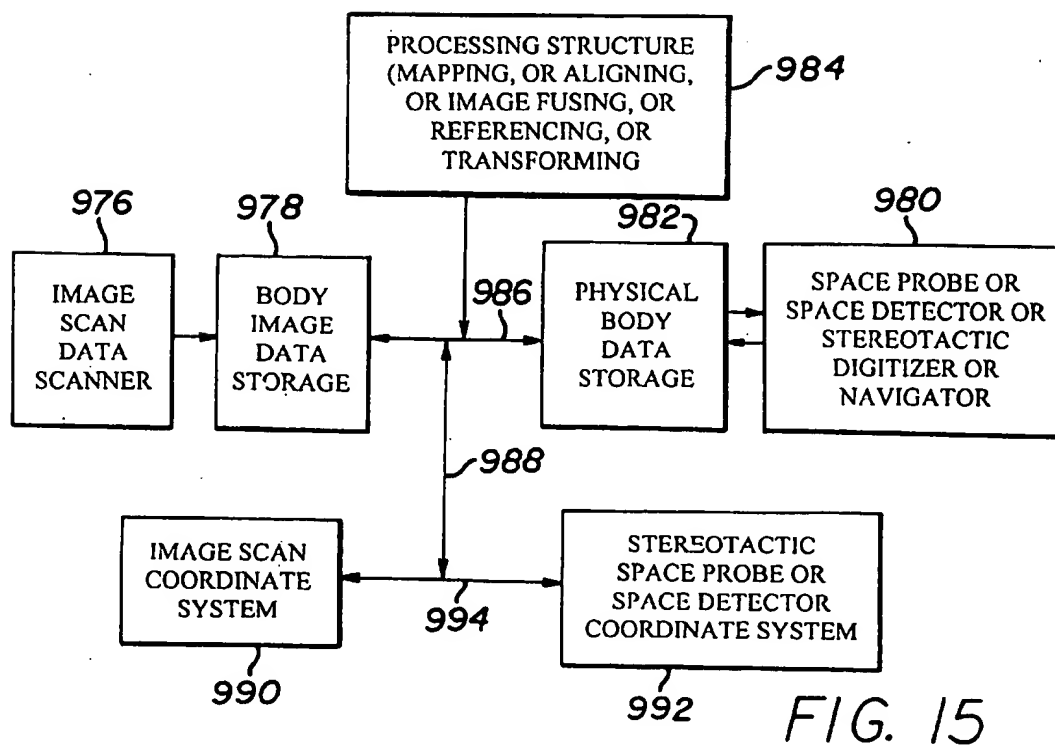 PROCESSING STRUCTURE
(MAPPING, OR ALIGNING,
OR IMAGE FUSING, OR
REFERENCING, OR
TRANSFORMING
984
976
978
982
980
IMAGE
SCAN
DATA
SCANNER
BODY
IMAGE
DATA
STORAGE
986
PHYSICAL
BODY
DATA
STORAGE
SPACE PROBE OR
SPACE DETECTOR OR
STEREOTACTIC
DIGITIZER OR
NAVIGATOR
988
IMAGE SCAN
COORDINATE
SYSTEM
994
STEREOTACTIC
SPACE PROBE OR
SPACE DETECTOR
COORDINATE SYSTEM
990
992
FIG. 15